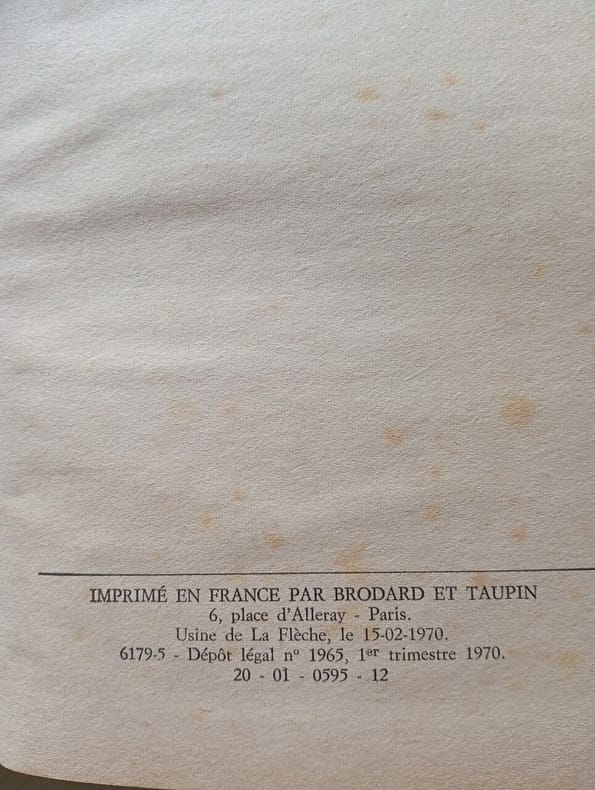 IMPRIMÉ EN FRANCE PAR BRODARD ET TAUPIN
6, place d'Alleray - Paris.
Usine de La Flèche, le 15-02-1970.
6179-5 - Dépôt légal nº 1965, 1er trimestre 1970.
20 - 01 - 0595 - 12